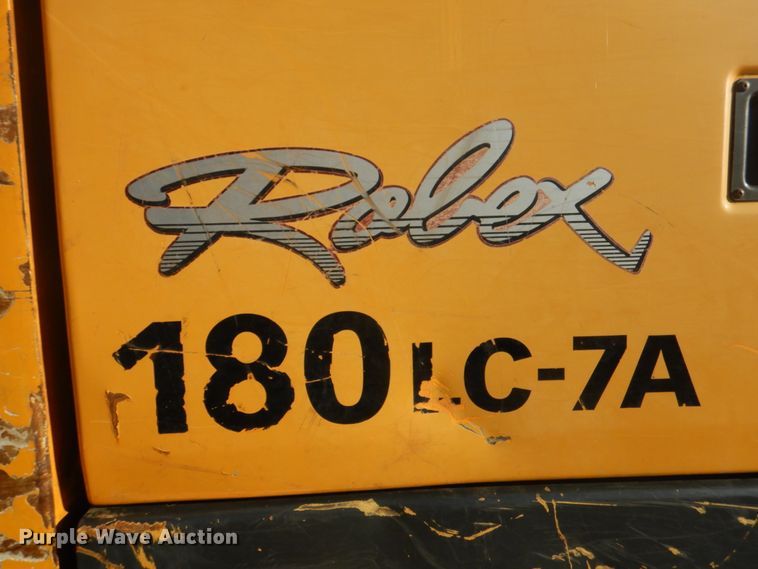 Robex
180LC-7A
Purple Wave Auction